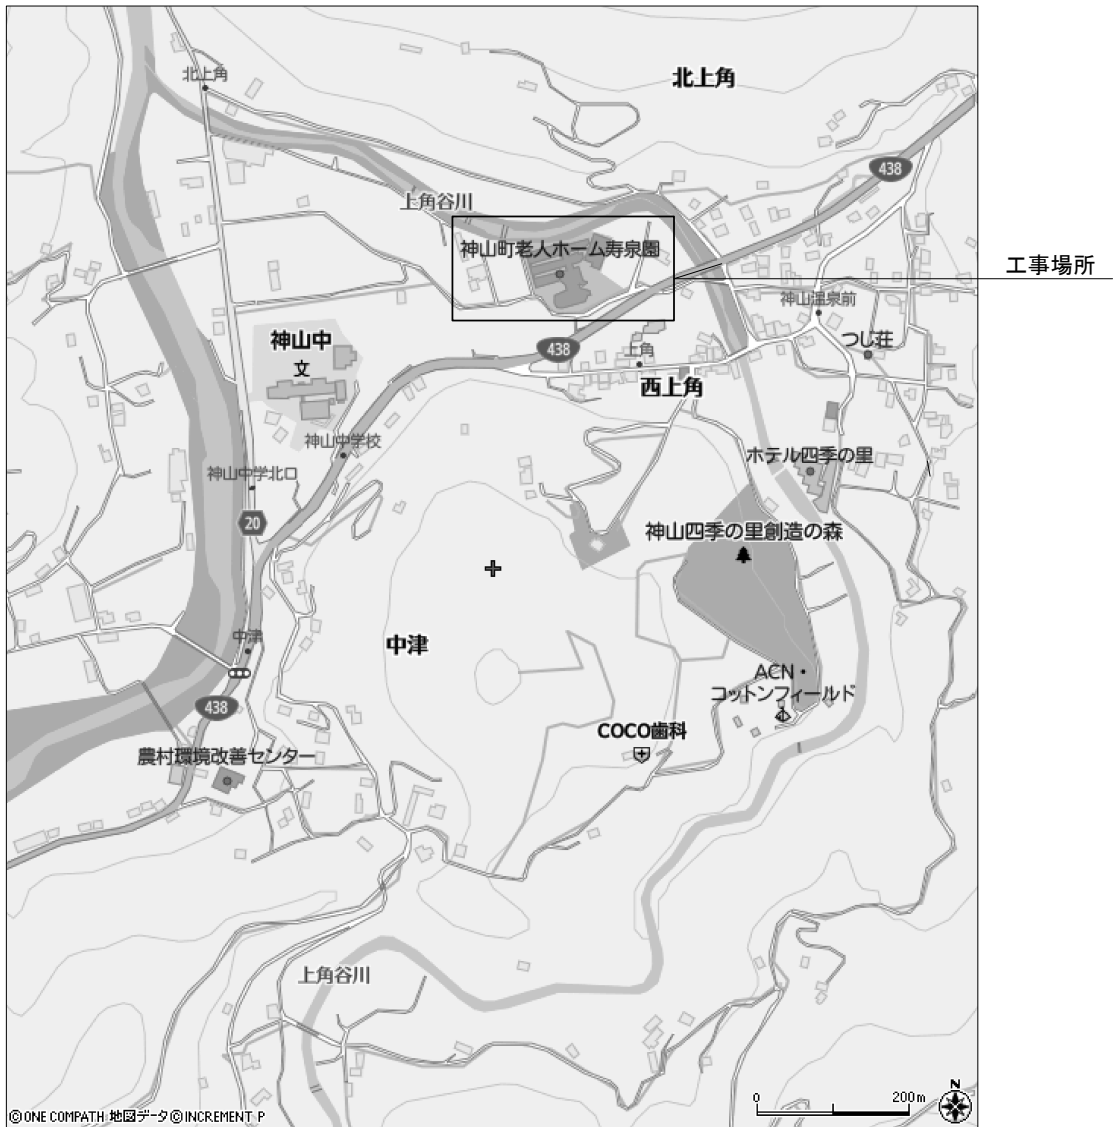 北上角
北上角
438
上角谷川
神山町老人ホーム寿泉園
工事場所
神山温泉前
神山中
文
438
上角
つじ荘
西上角
神山中学校
ホテル四季の里
神山中学北口
20
神山四季の里創造の森
中津
中津
ACN
コットンフィールド
438
COCO歯科
農村環境改善センター
上角谷川
0 200m
N
©ONE COMPATH 地図データ©INCREMENT P